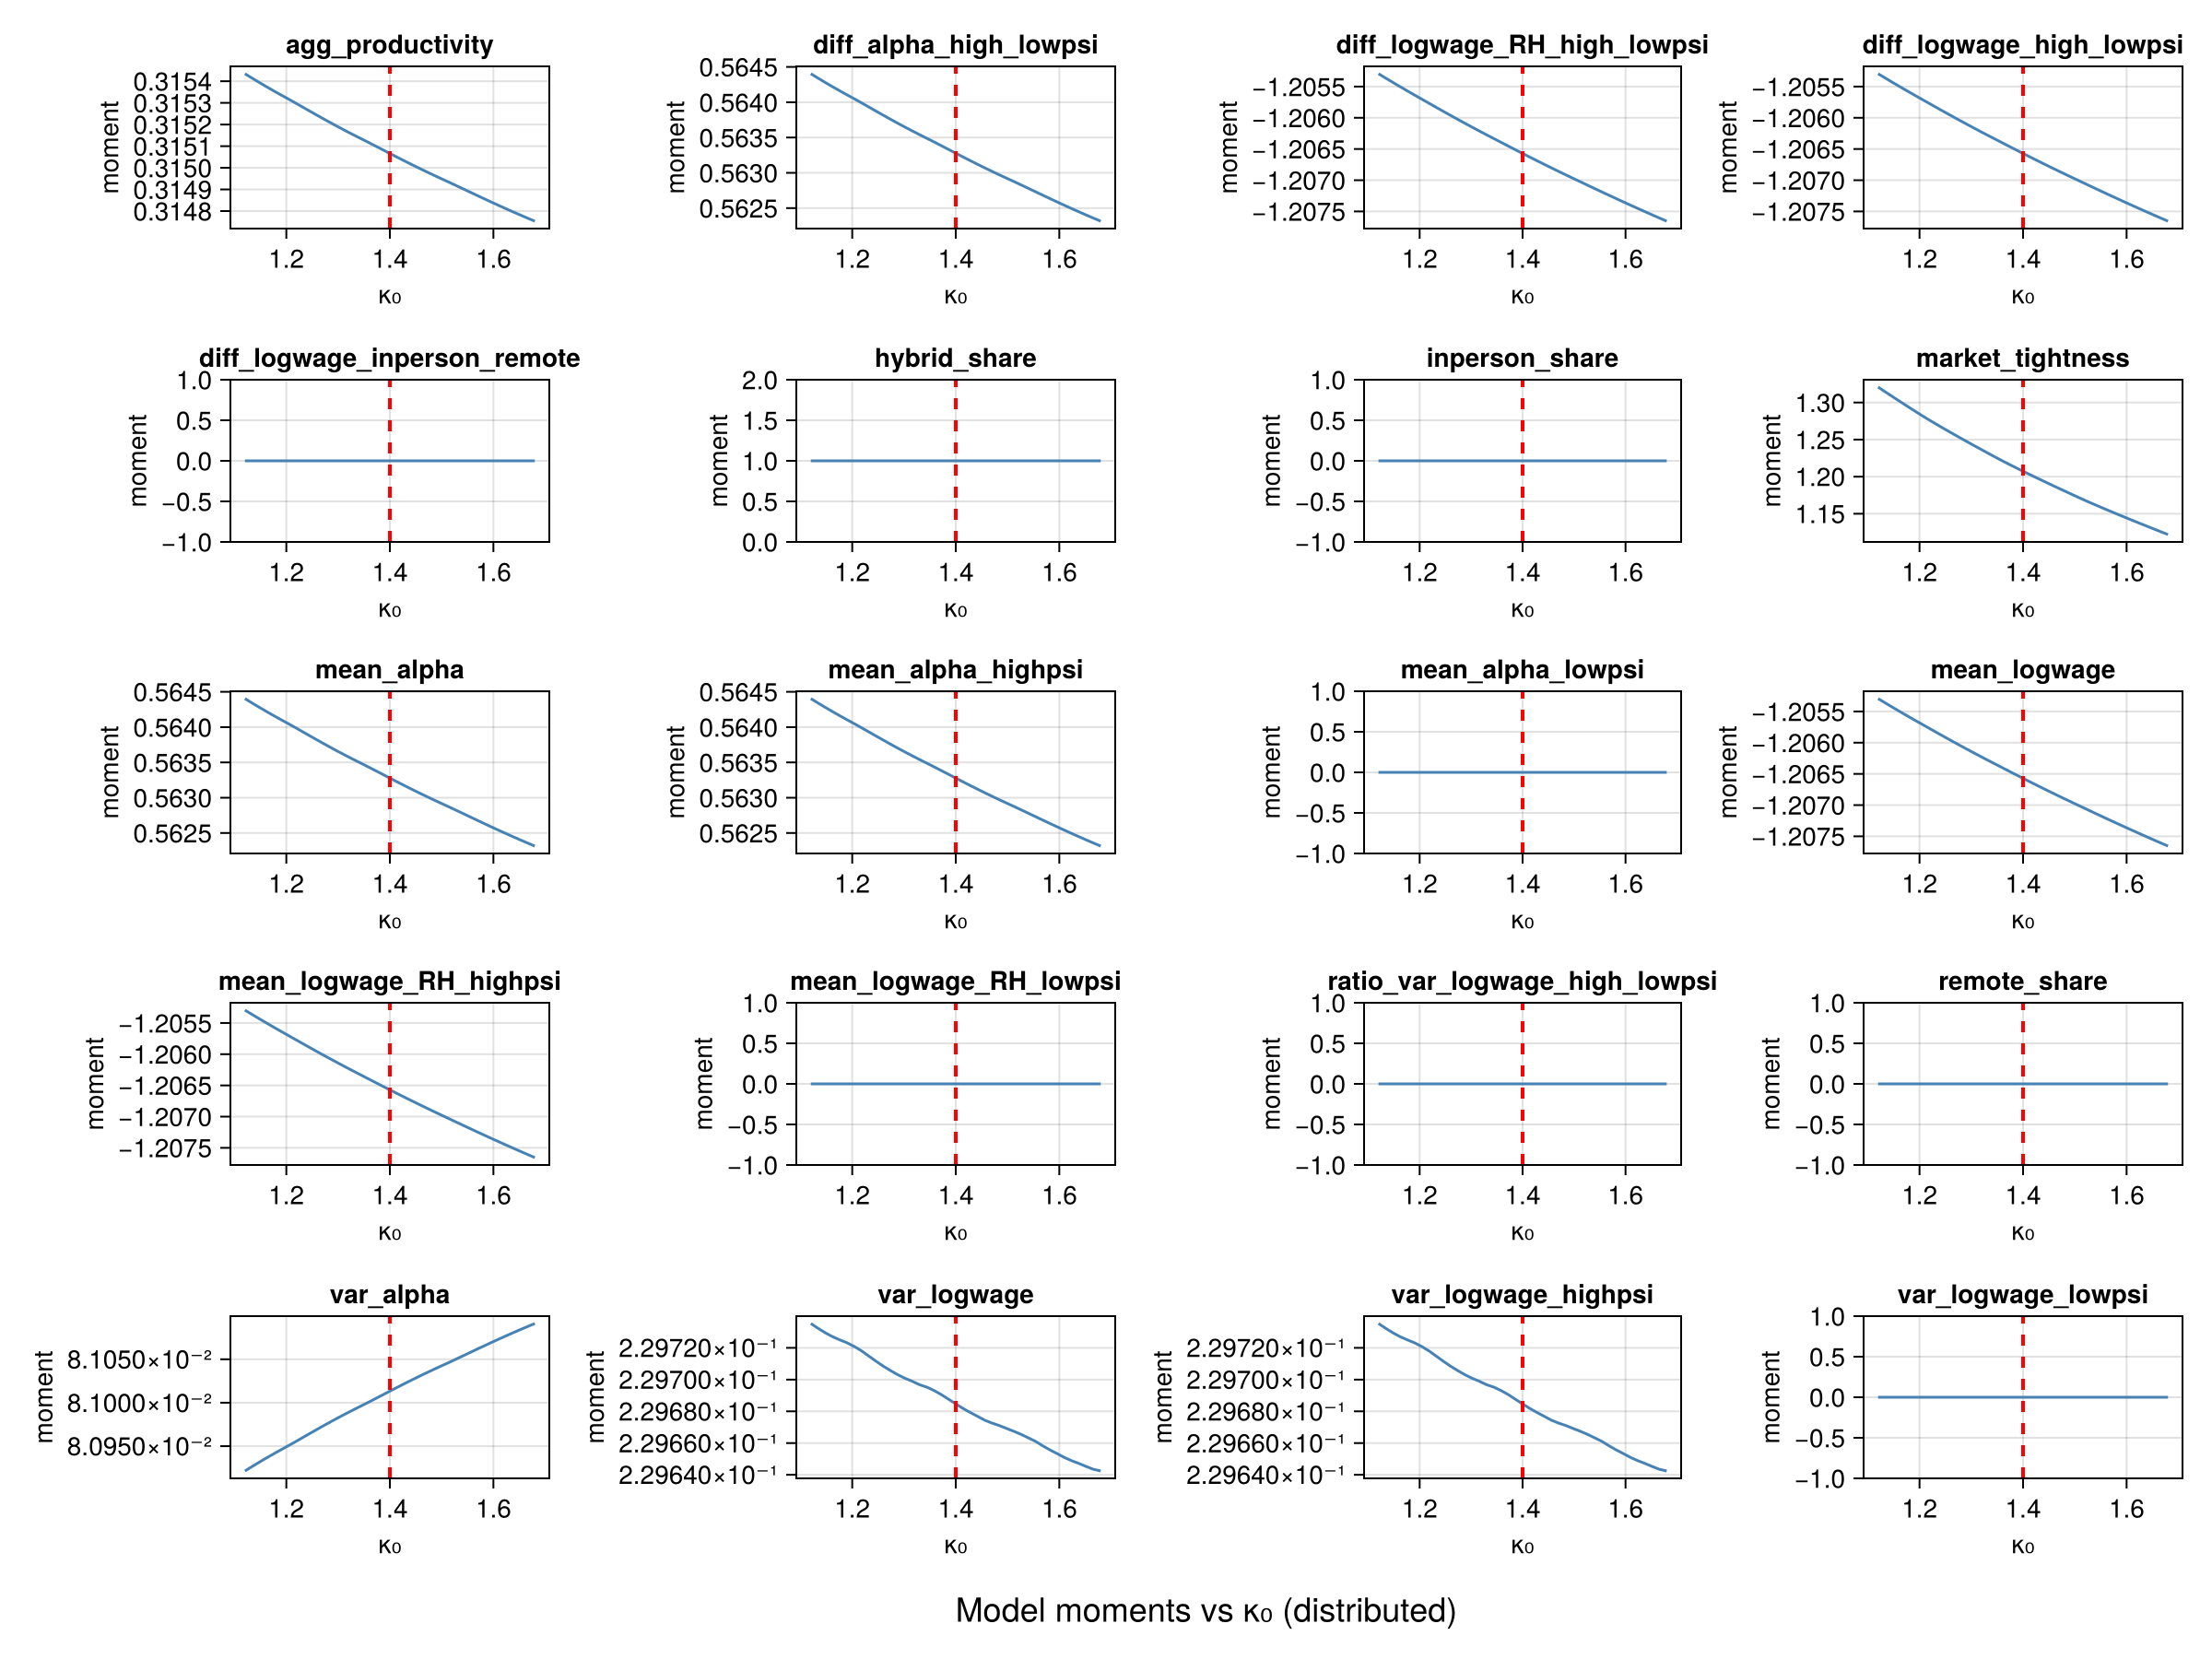 agg_productivity
diff_alpha_high_lowpsi
diff_logwage_RH_high_lowpsi
diff_logwage_high_lowpsi
moment
0.3154
0.3153
0.3152
0.3151
0.3150
0.3149
0.3148
1.2 1.4 1.6
κ₀
moment
0.5645
0.5640
0.5635
0.5630
0.5625
1.2 1.4 1.6
κ₀
moment
−1.2055
−1.2060
−1.2065
−1.2070
−1.2075
1.2 1.4 1.6
κ₀
moment
−1.2055
−1.2060
−1.2065
−1.2070
−1.2075
1.2 1.4 1.6
κ₀
diff_logwage_inperson_remote
hybrid_share
inperson_share
market_tightness
moment
1.0
0.5
0.0
−0.5
−1.0
1.2 1.4 1.6
κ₀
moment
2.0
1.5
1.0
0.5
0.0
1.2 1.4 1.6
κ₀
moment
1.0
0.5
0.0
−0.5
−1.0
1.2 1.4 1.6
κ₀
moment
1.30
1.25
1.20
1.15
1.2 1.4 1.6
κ₀
mean_alpha
mean_alpha_highpsi
mean_alpha_lowpsi
mean_logwage
moment
0.5645
0.5640
0.5635
0.5630
0.5625
1.2 1.4 1.6
κ₀
moment
0.5645
0.5640
0.5635
0.5630
0.5625
1.2 1.4 1.6
κ₀
moment
1.0
0.5
0.0
−0.5
−1.0
1.2 1.4 1.6
κ₀
moment
−1.2055
−1.2060
−1.2065
−1.2070
−1.2075
1.2 1.4 1.6
κ₀
mean_logwage_RH_highpsi
mean_logwage_RH_lowpsi
ratio_var_logwage_high_lowpsi
remote_share
moment
−1.2055
−1.2060
−1.2065
−1.2070
−1.2075
1.2 1.4 1.6
κ₀
moment
1.0
0.5
0.0
−0.5
−1.0
1.2 1.4 1.6
κ₀
moment
1.0
0.5
0.0
−0.5
−1.0
1.2 1.4 1.6
κ₀
moment
1.0
0.5
0.0
−0.5
−1.0
1.2 1.4 1.6
κ₀
var_alpha
var_logwage
var_logwage_highpsi
var_logwage_lowpsi
moment
8.1050×10⁻²
8.1000×10⁻²
8.0950×10⁻²
1.2 1.4 1.6
κ₀
moment
2.29720×10⁻¹
2.29700×10⁻¹
2.29680×10⁻¹
2.29660×10⁻¹
2.29640×10⁻¹
1.2 1.4 1.6
κ₀
moment
2.29720×10⁻¹
2.29700×10⁻¹
2.29680×10⁻¹
2.29660×10⁻¹
2.29640×10⁻¹
1.2 1.4 1.6
κ₀
moment
1.0
0.5
0.0
−0.5
−1.0
1.2 1.4 1.6
κ₀
Model moments vs κ₀ (distributed)